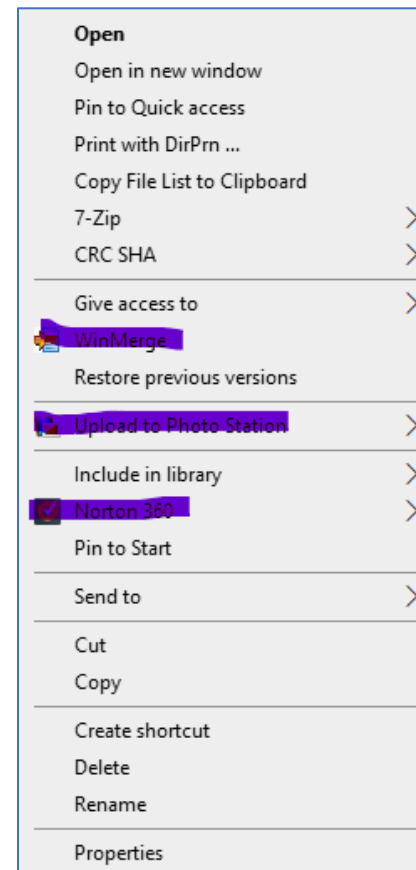 Open
Open in new window
Pin to Quick access
Print with DirPrn ...
Copy File List to Clipboard
7-Zip
CRC SHA
Give access to
WinMerge
Restore previous versions
Upload to Photo Station
Include in library
Norton 360
Pin to Start
Send to
Cut
Copy
Create shortcut
Delete
Rename
Properties